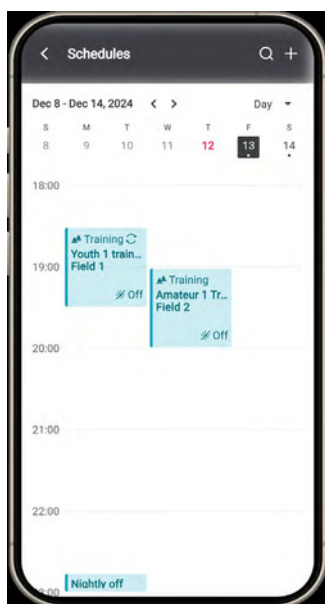 Schedules
Dec 8 - Dec 14, 2024
Day
S M T W T F S
8 9 10 11 12 13 14
18:00
Training
Youth 1 train...
Field 1
Off
19:00
Training
Amateur 1 Tr...
Field 2
Off
20:00
21:00
22:00
Nightly off